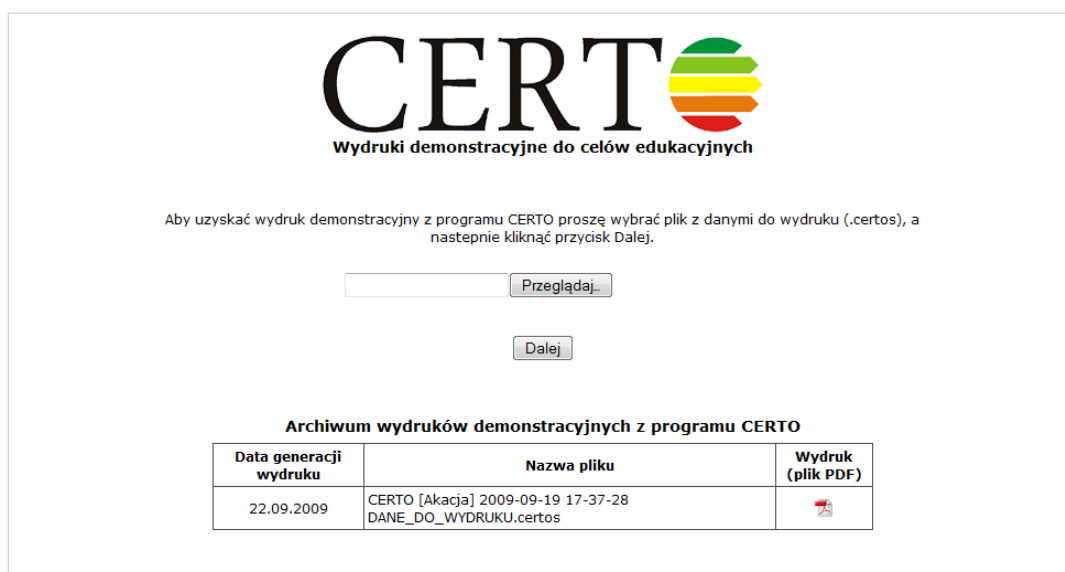 CERTO
Wydruki demonstracyjne do celów edukacyjnych
Aby uzyskać wydruk demonstracyjny z programu CERTO proszę wybrać plik z danymi do wydruku (.certos), a
nastepnie kliknąć przycisk Dalej.
Przeglądaj...
Dalej
Archiwum wydruków demonstracyjnych z programu CERTO
Data generacji
wydruku
Nazwa pliku
Wydruk
(plik PDF)
22.09.2009
CERTO [Akacja] 2009-09-19 17-37-28
DANE_DO_WYDRUKU.certos